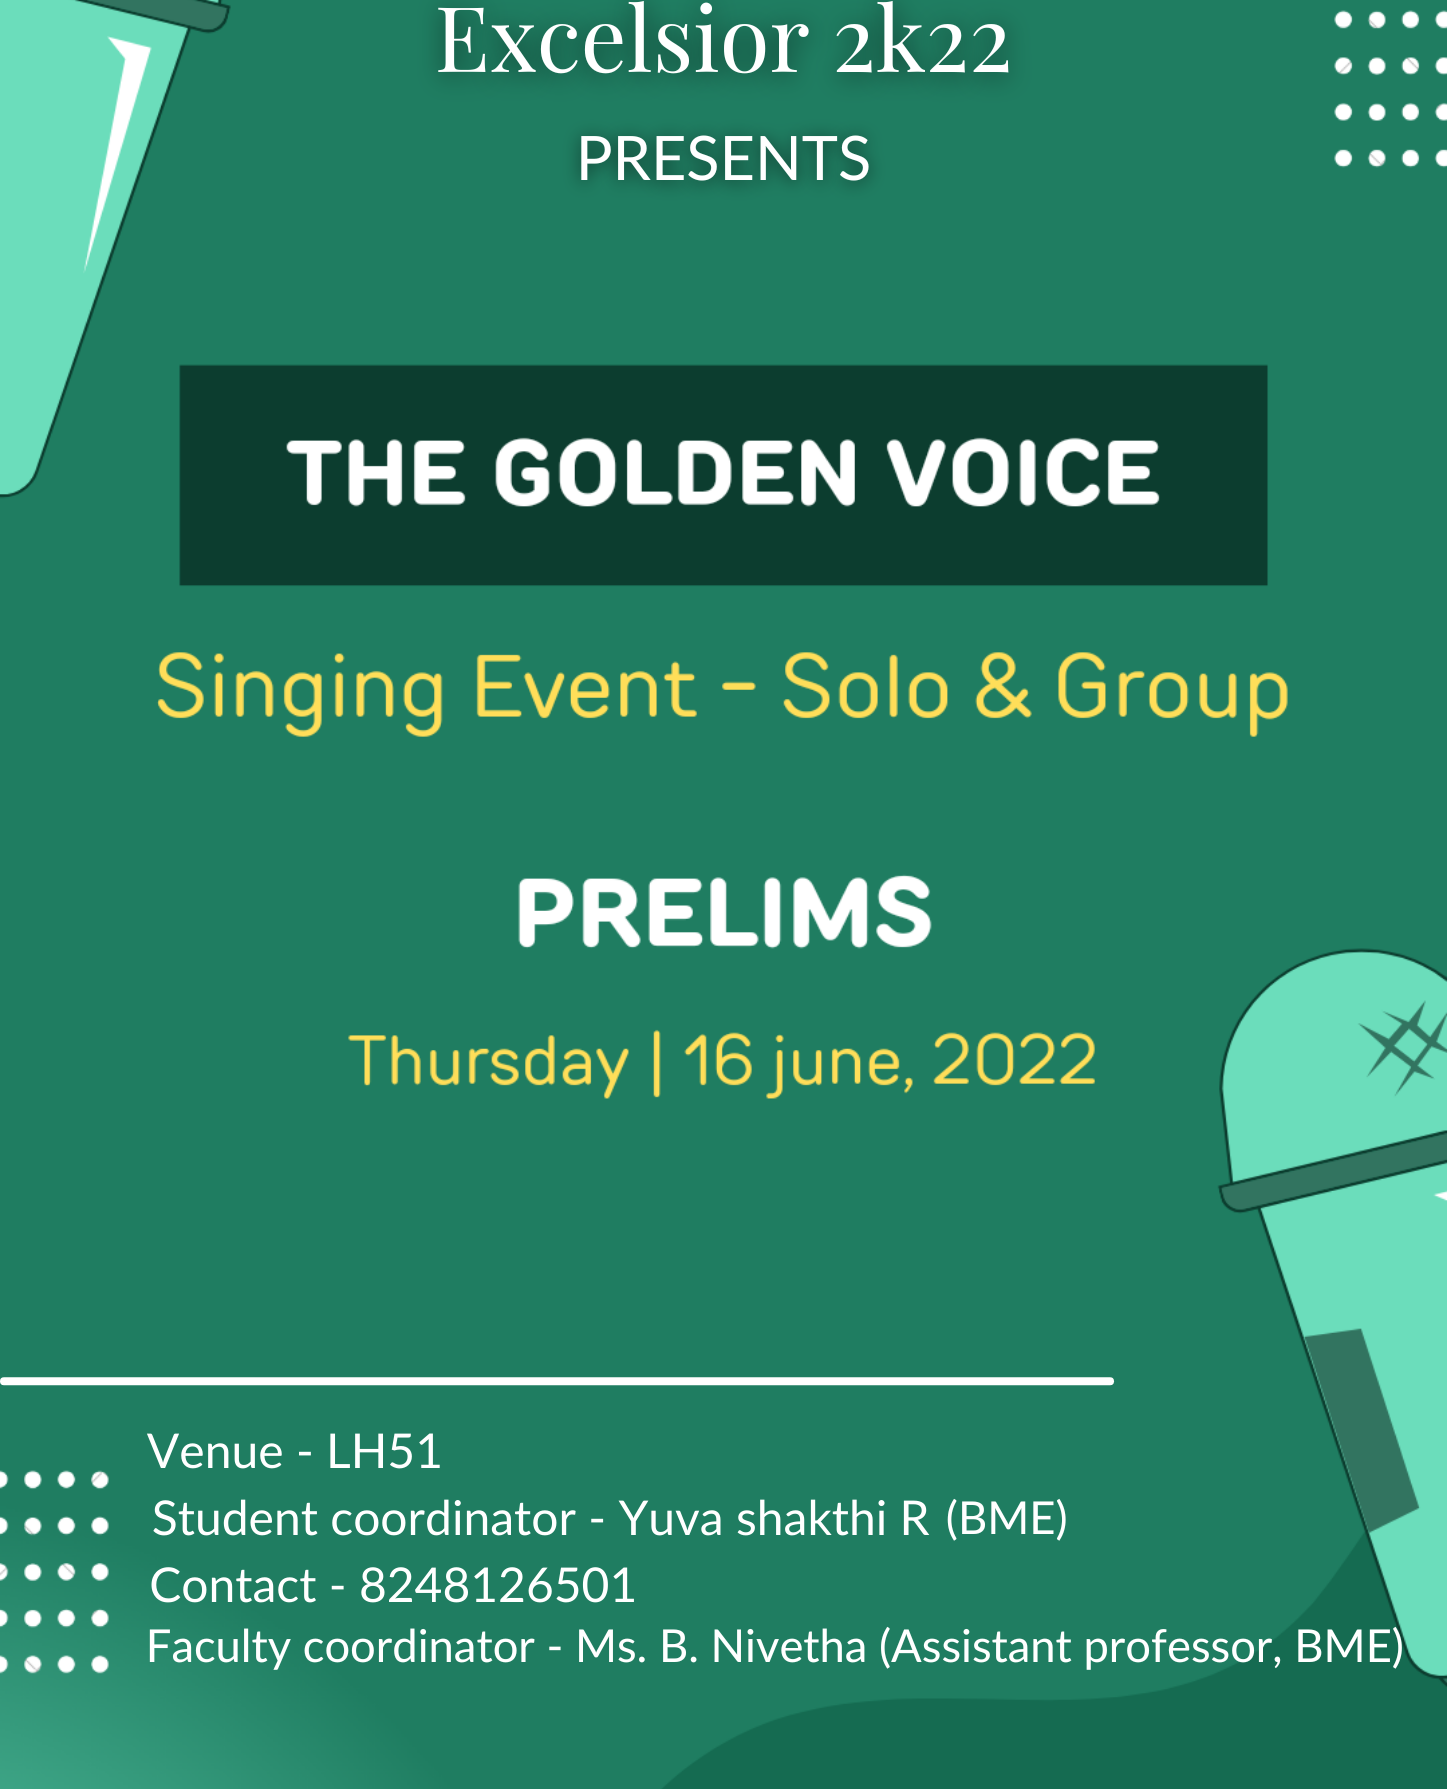 Excelsior 2k22
PRESENTS
THE GOLDEN VOICE
Singing Event - Solo & Group
PRELIMS
Thursday | 16 june, 2022
Venue - LH51
Student coordinator - Yuva shakthi R (BME)
Contact - 8248126501
Faculty coordinator - Ms. B. Nivetha (Assistant professor, BME)